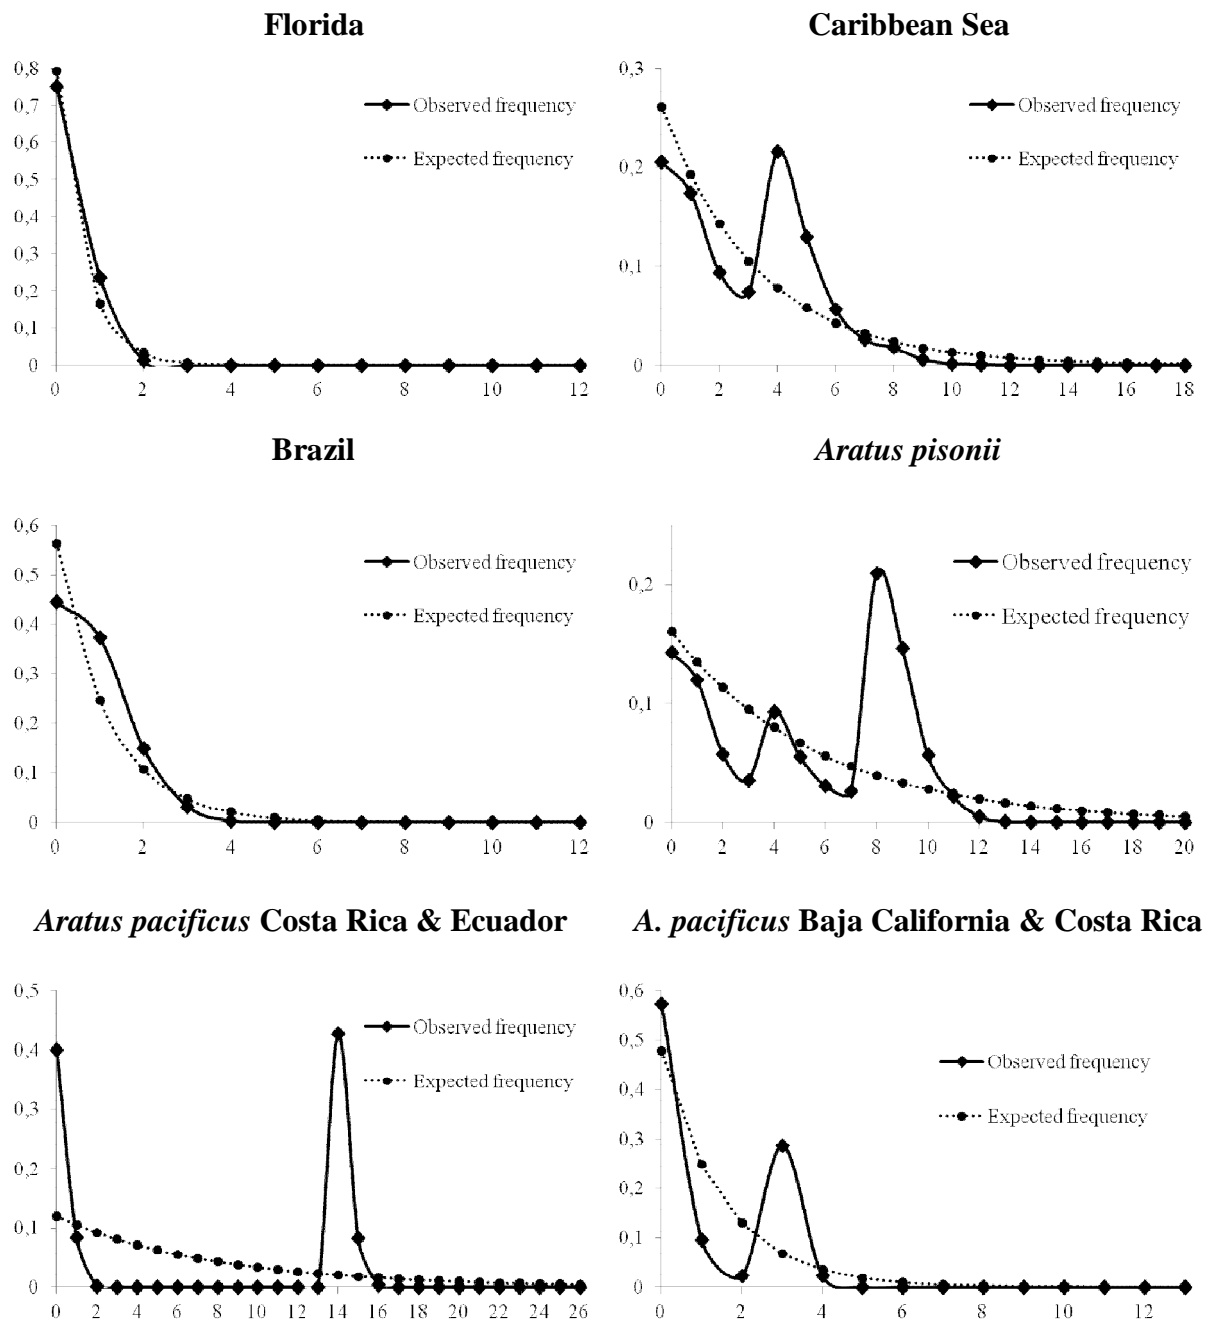 Florida
0,8
0,7
0,6
0,5
0,4
0,3
0,2
0,1
0
0 2 4 6 8 10 12
Observed frequency
Expected frequency
Caribbean Sea
0,3
0,2
0,1
0
0 2 4 6 8 10 12 14 16 18
Observed frequency
Expected frequency
Brazil
0,6
0,5
0,4
0,3
0,2
0,1
0
0 2 4 6 8 10 12
Observed frequency
Expected frequency
Aratus pisonii
0,2
0,1
0
0 2 4 6 8 10 12 14 16 18 20
Observed frequency
Expected frequency
Aratus pacificus Costa Rica & Ecuador
0,5
0,4
0,3
0,2
0,1
0
0 2 4 6 8 10 12 14 16 18 20 22 24 26
Observed frequency
Expected frequency
A. pacificus Baja California & Costa Rica
0,6
0,5
0,4
0,3
0,2
0,1
0
0 2 4 6 8 10 12
Observed frequency
Expected frequency